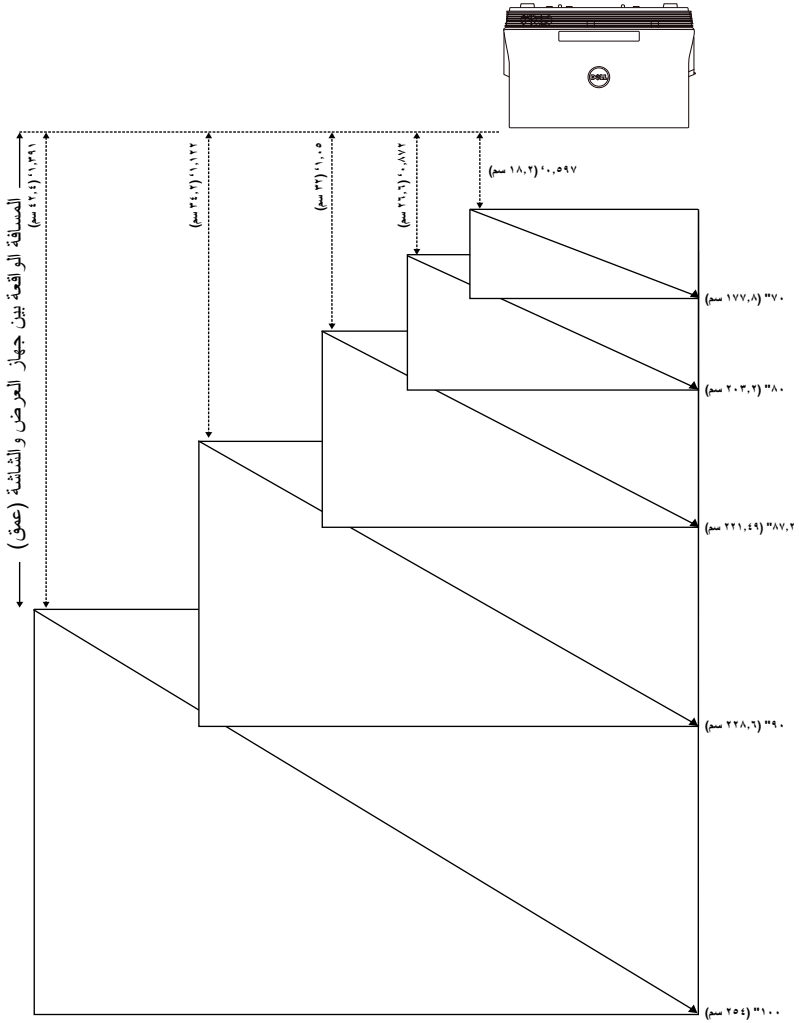 DELL
٠,٥٩٧' (١٨,٢ سم)
٠,٨٧٢' (٢٦,٦ سم)
١,٠٥' (٣٢ سم)
١,١٢٢' (٣٤,٢ سم)
١,٣٩١' (٤٢,٤ سم)
المسافة الواقعة بين جهاز العرض والشاشة (عمق)
٧٠" (١٧٧,٨ سم)
٨٠" (٢٠٣,٢ سم)
٨٧,٢" (٢٢١,٤٩ سم)
٩٠" (٢٢٨,٦ سم)
١٠٠" (٢٥٤ سم)